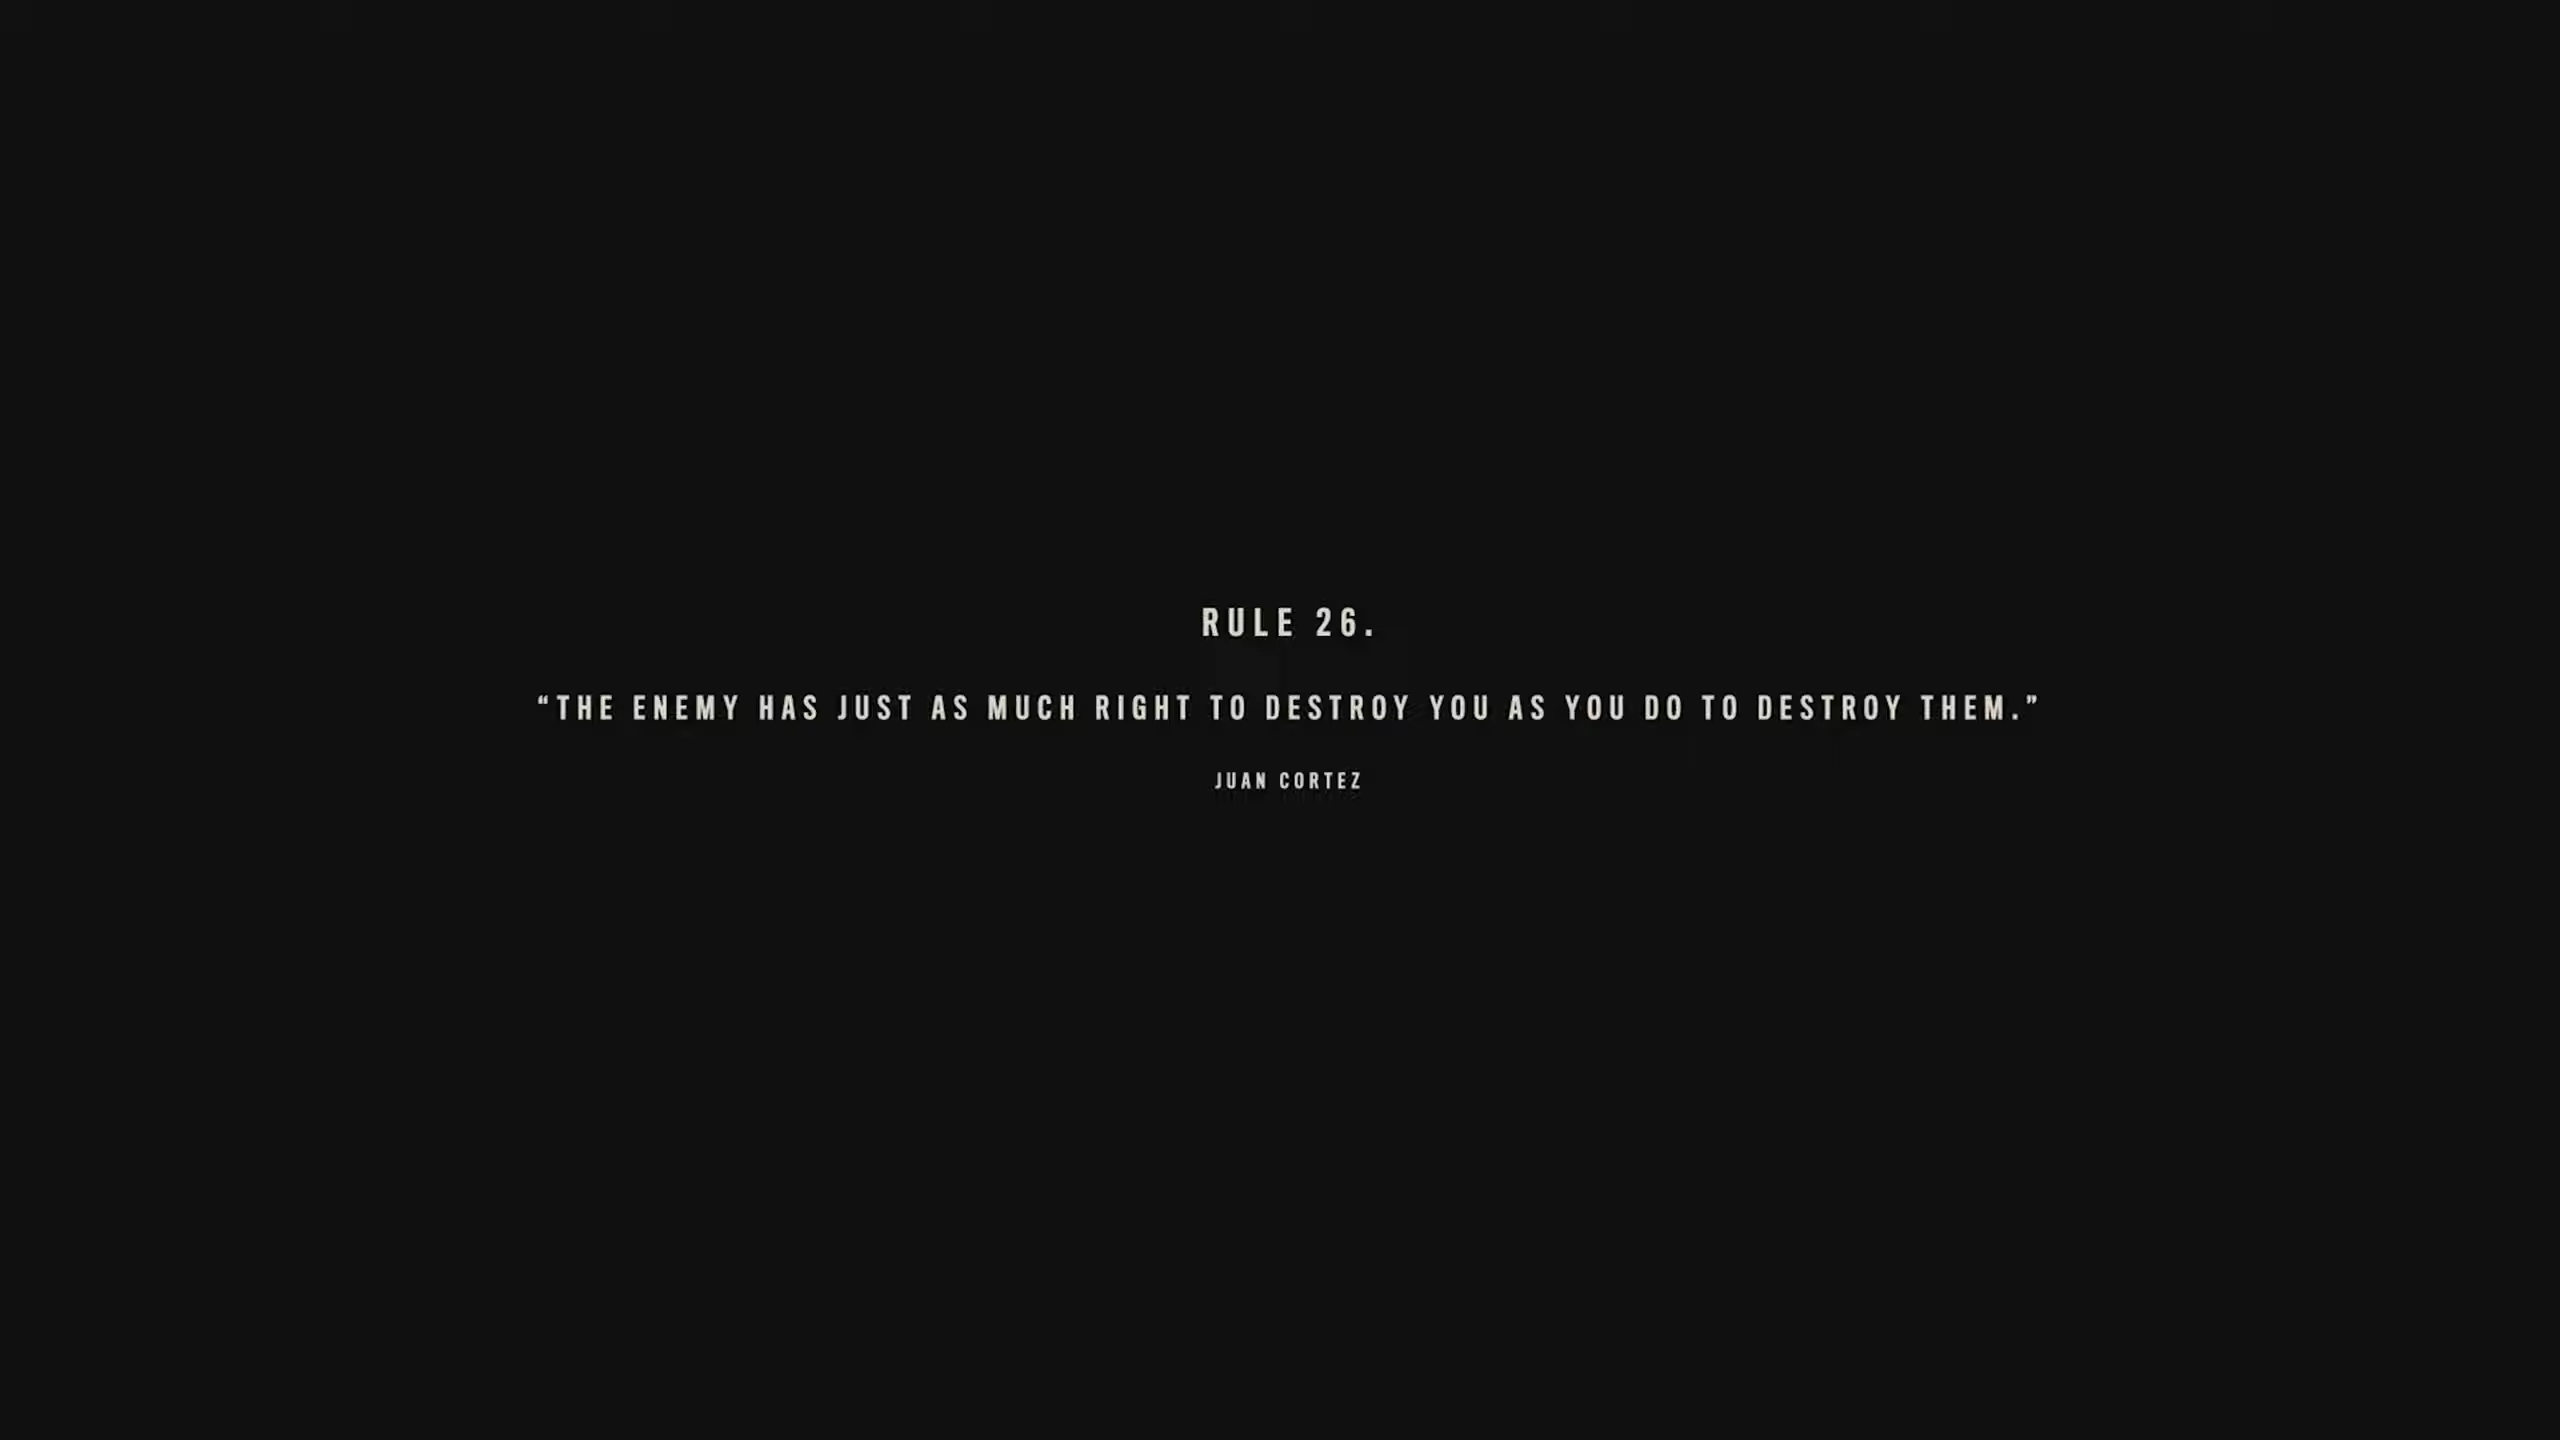 RULE 26.
“THE ENEMY HAS JUST AS MUCH RIGHT TO DESTROY YOU AS YOU DO TO DESTROY THEM.”
JUAN CORTEZ